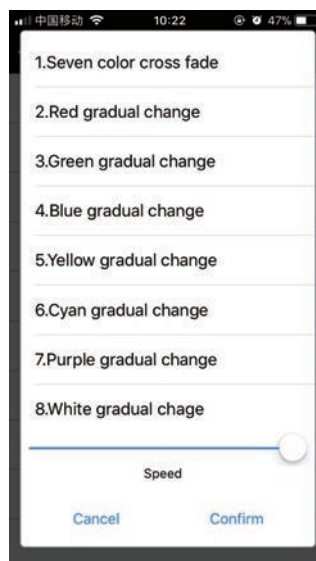 中国移动 10:22 47%
1.Seven color cross fade
2.Red gradual change
3.Green gradual change
4.Blue gradual change
5.Yellow gradual change
6.Cyan gradual change
7.Purple gradual change
8.White gradual chage
Speed
Cancel Confirm